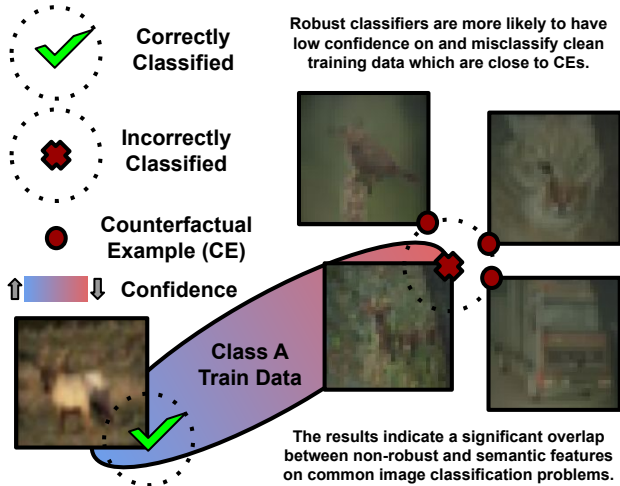 Correctly
Classified
Incorrectly
Classified
Counterfactual
Example (CE)
Confidence
Robust classifiers are more likely to have
low confidence on and misclassify clean
training data which are close to CEs.
Class A
Train Data
The results indicate a significant overlap
between non-robust and semantic features
on common image classification problems.